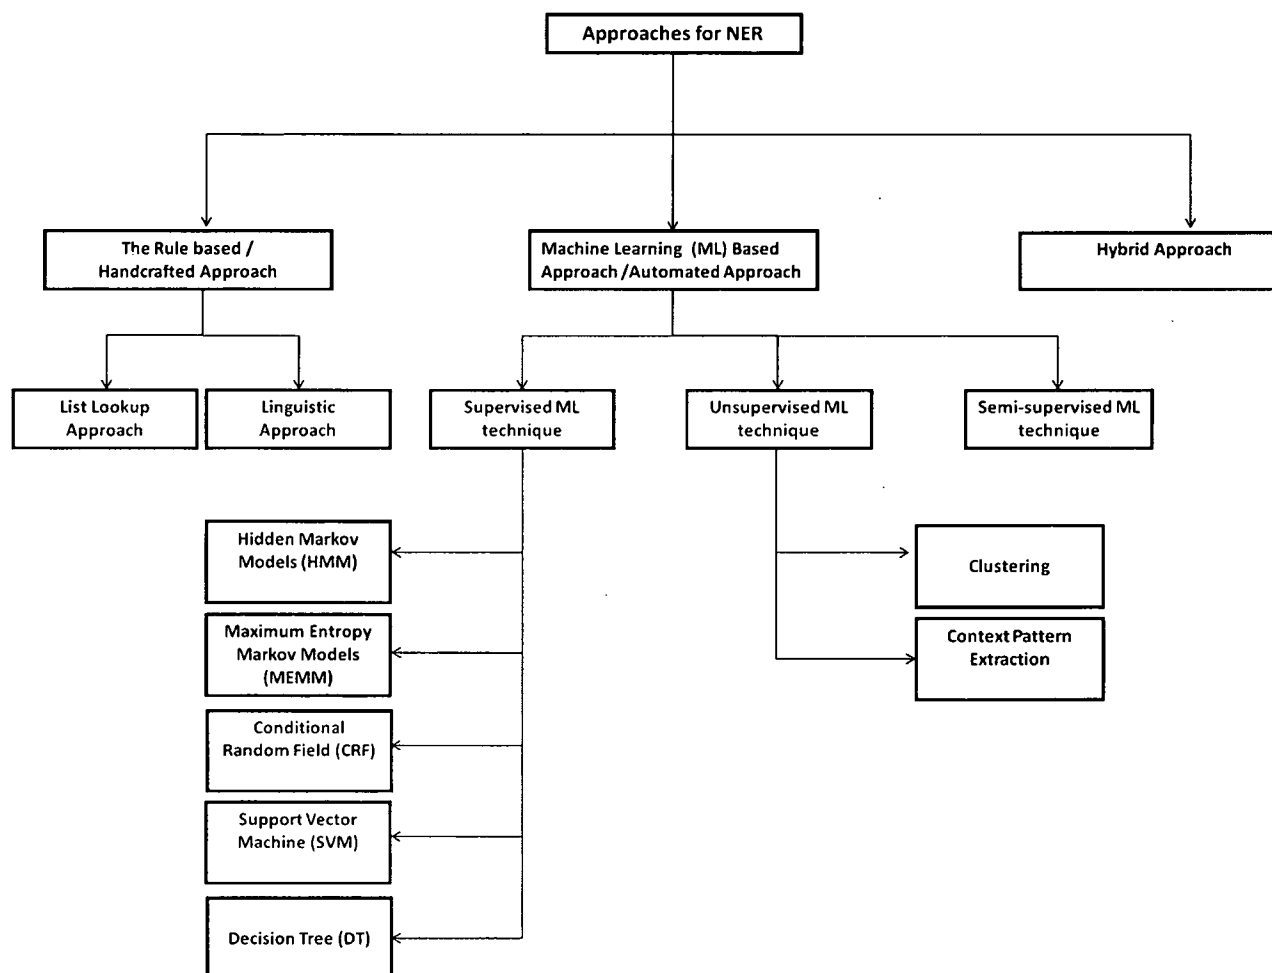 Approaches for NER
The Rule based /
Handcrafted Approach
Machine Learning (ML) Based
Approach /Automated Approach
Hybrid Approach
List Lookup
Approach
Linguistic
Approach
Supervised ML
technique
Unsupervised ML
technique
Semi-supervised ML
technique
Hidden Markov
Models (HMM)
Maximum Entropy
Markov Models
(MEMM)
Conditional
Random Field (CRF)
Support Vector
Machine (SVM)
Decision Tree (DT)
Clustering
Context Pattern
Extraction